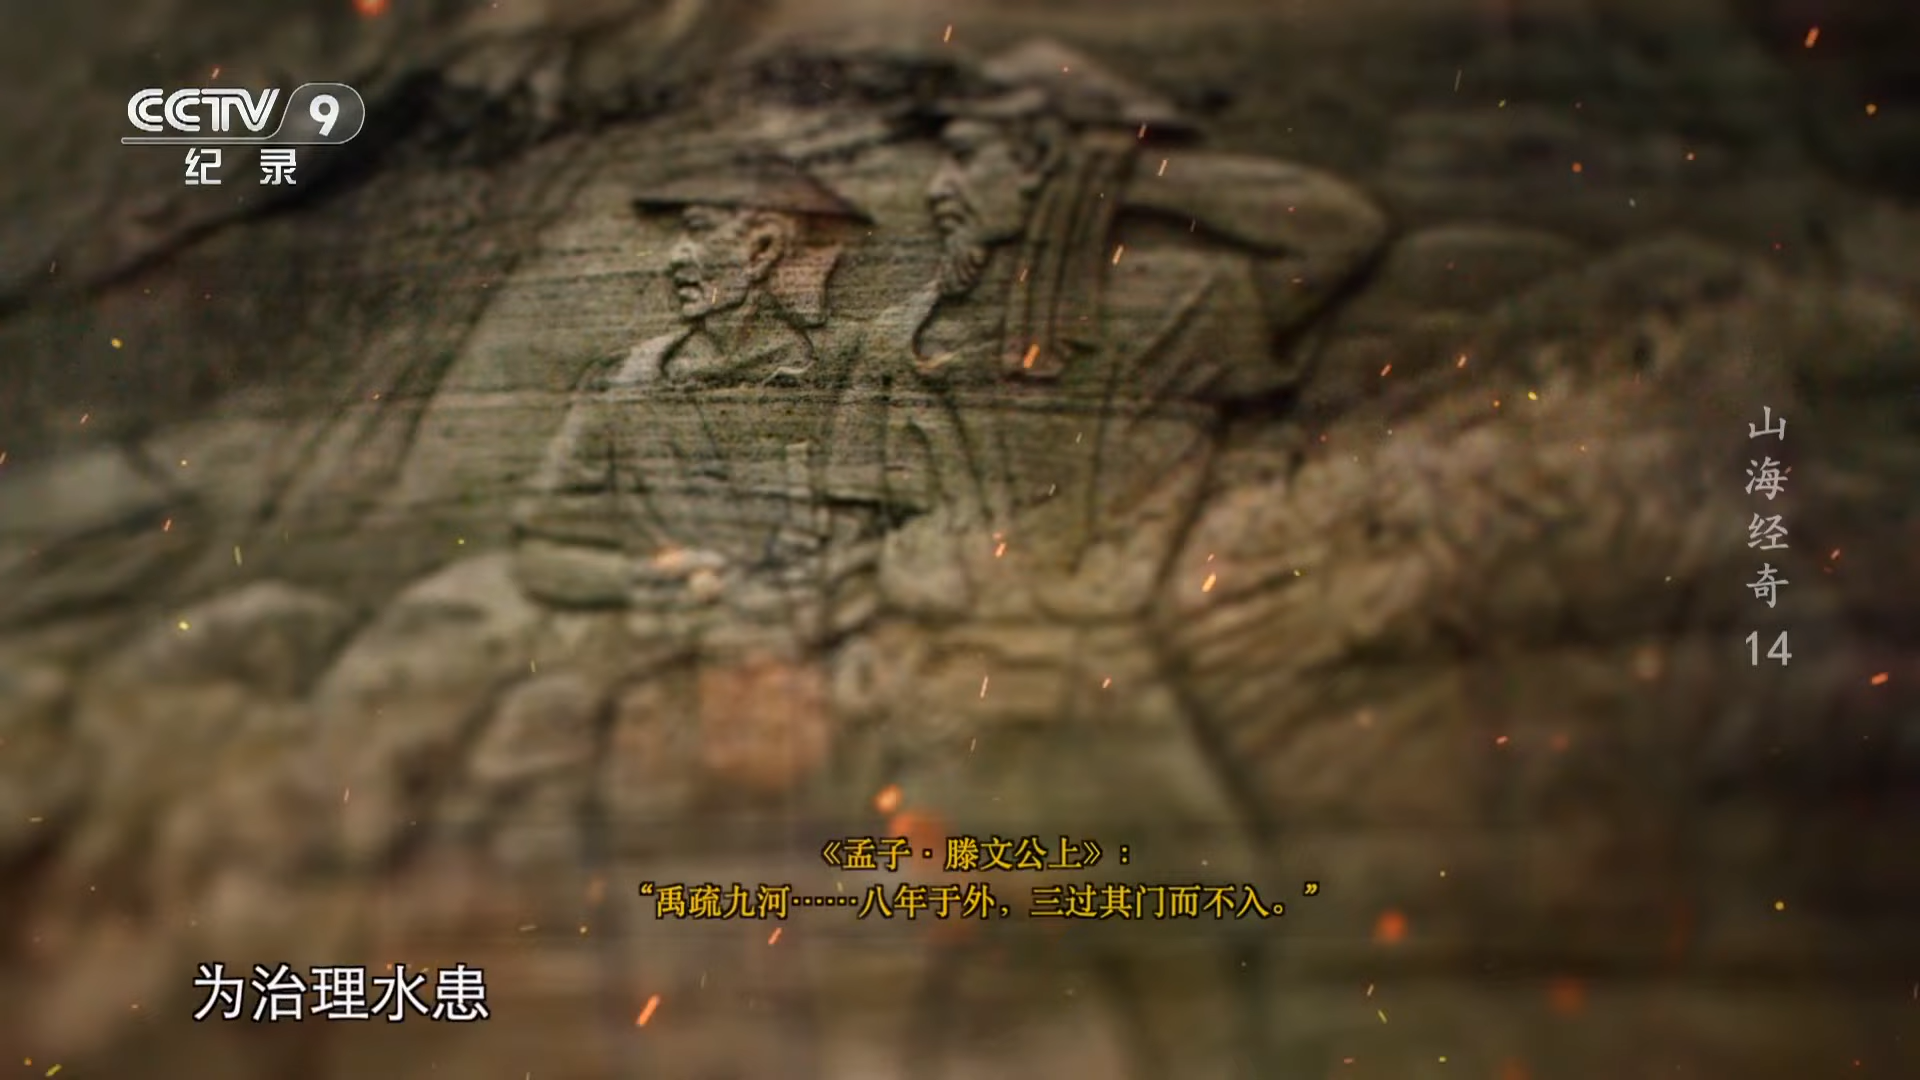 CCTV 9
纪录
山海经奇 14
《孟子·滕文公上》:
“禹疏九河……八年于外，三过其门而不入。”
为治理水患